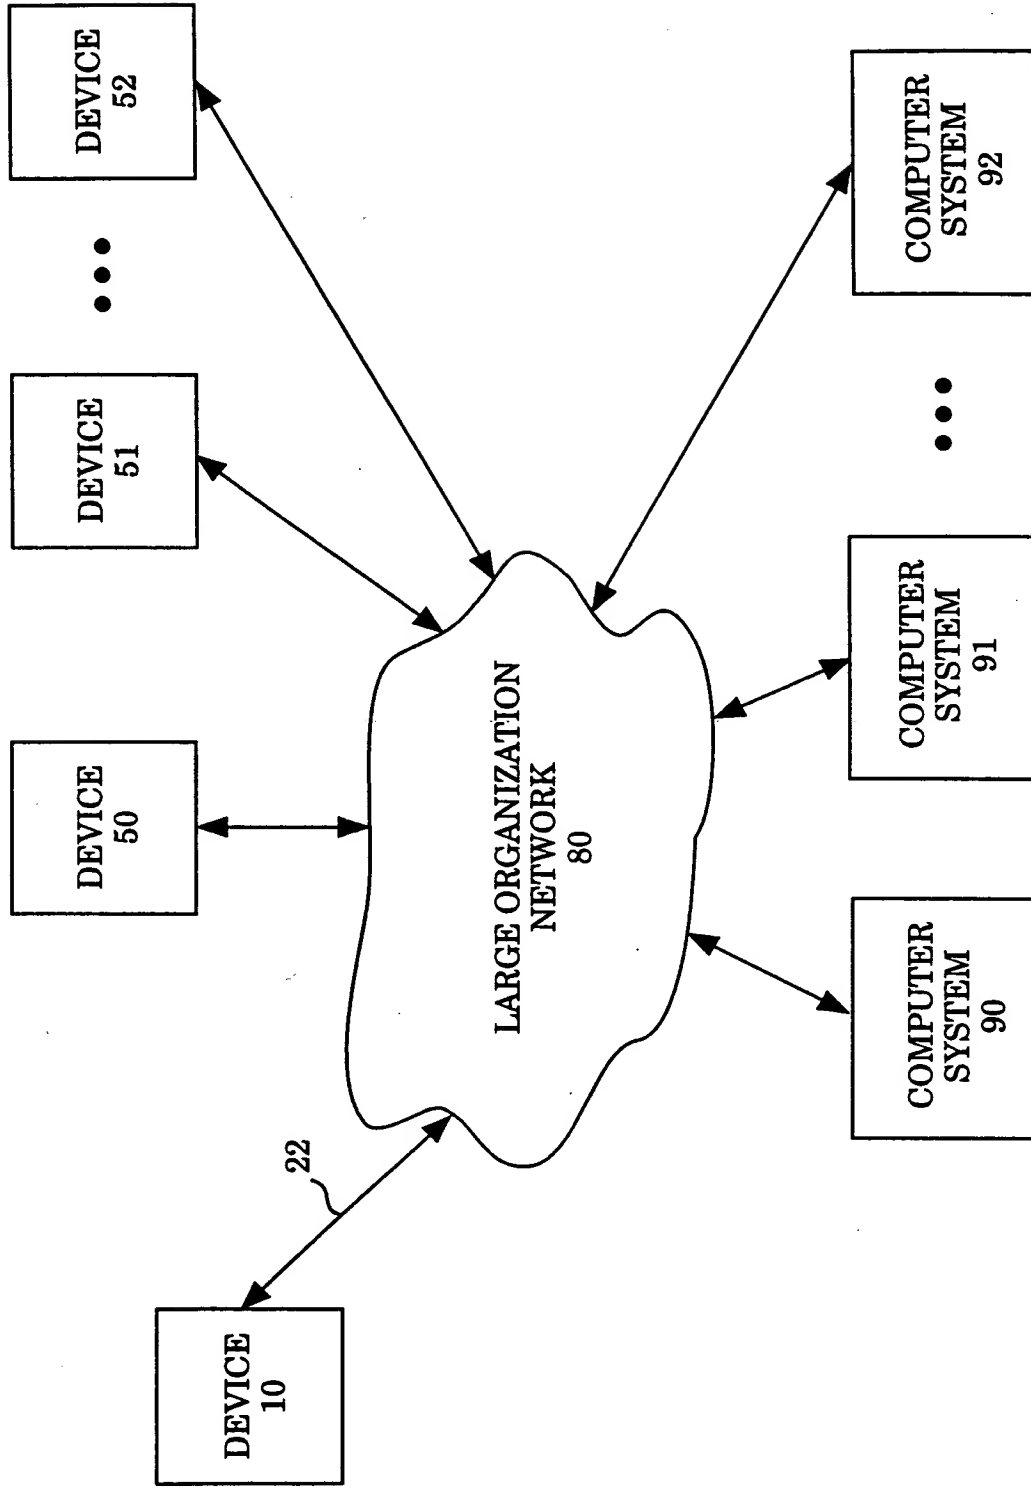 DEVICE
10
22
DEVICE
50
DEVICE
51
DEVICE
52
LARGE ORGANIZATION
NETWORK
80
COMPUTER
SYSTEM
90
COMPUTER
SYSTEM
91
COMPUTER
SYSTEM
92